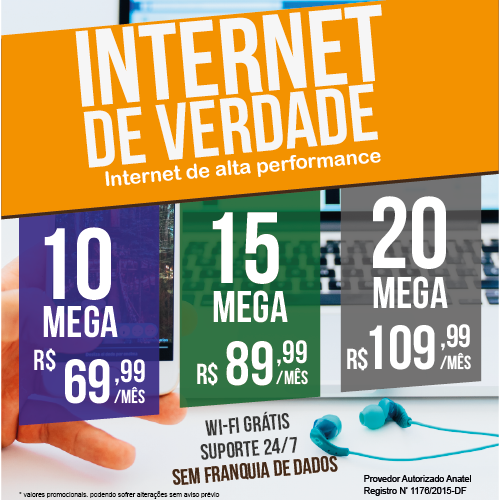 INTERNET
DE VERDADE
Internet de alta performance
10
MEGA
R$ 69,99
/MÊS
15
MEGA
R$ 89,99
/MÊS
20
MEGA
R$ 109,99
/MÊS
WI-FI GRÁTIS
SUPORTE 24/7
SEM FRANQUIA DE DADOS
Provedor Autorizado Anatel
Registro Nº 1176/2015-DF
* valores promocionais. podendo sofrer alterações sem aviso prévio